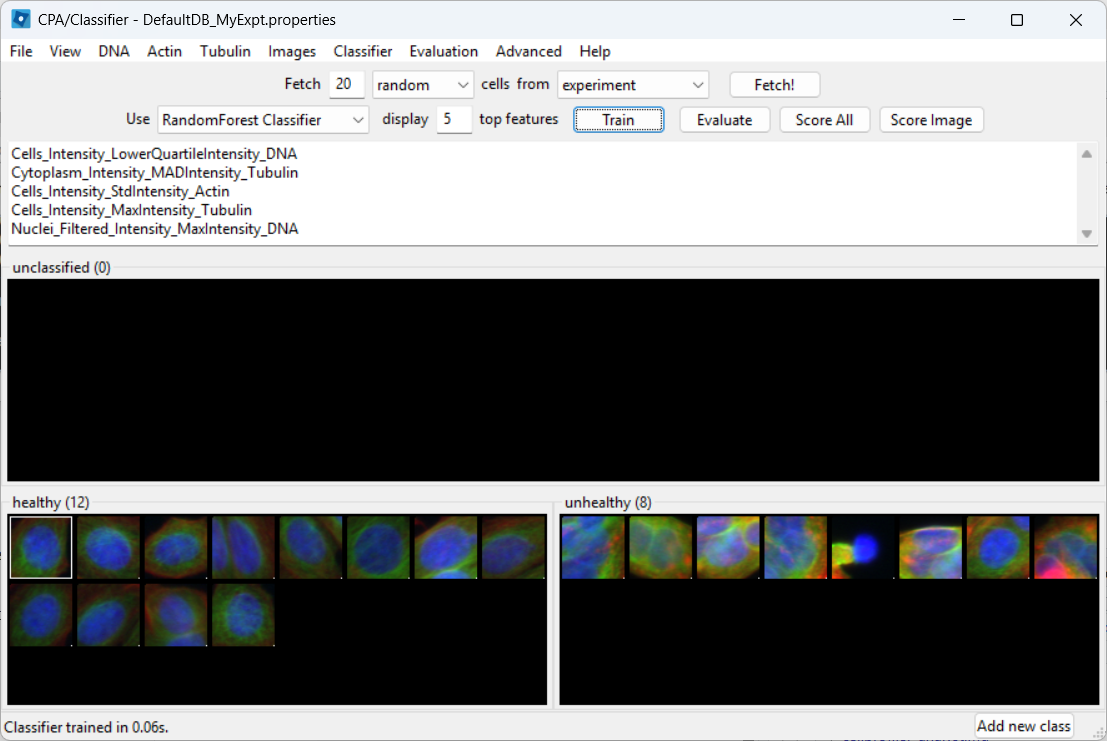 CPA/Classifier - DefaultDB_MyExpt.properties
File View DNA Actin Tubulin Images Classifier Evaluation Advanced Help
Fetch 20 random cells from experiment Fetch!
Use RandomForest Classifier display 5 top features Train Evaluate Score All Score Image
Cells_Intensity_LowerQuartileIntensity_DNA
Cytoplasm_Intensity_MADIntensity_Tubulin
Cells_Intensity_StdIntensity_Actin
Cells_Intensity_MaxIntensity_Tubulin
Nuclei_Filtered_Intensity_MaxIntensity_DNA
unclassified (0)
healthy (12) unhealthy (8)
Classifier trained in 0.06s. Add new class